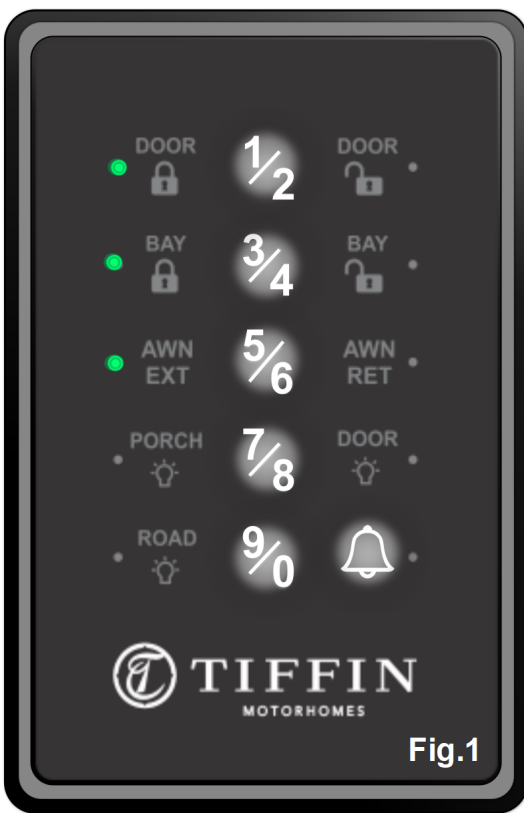 DOOR 1/2 DOOR
BAY 3/4 BAY
AWN EXT 5/6 AWN RET
PORCH 7/8 DOOR
ROAD 9/0
TIFFIN
MOTORHOMES
Fig.1